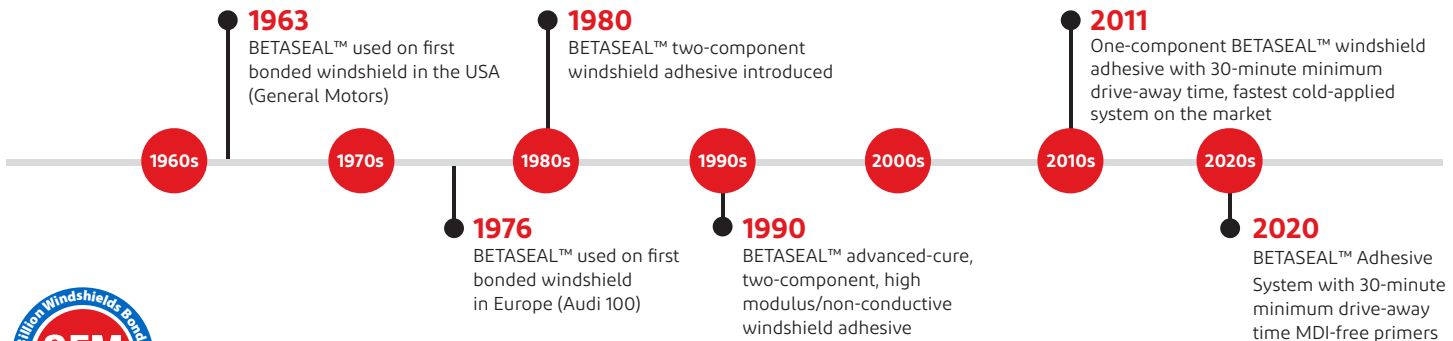 1963
BETASEAL™ used on first
bonded windshield in the USA
(General Motors)
1980
BETASEAL™ two-component
windshield adhesive introduced
2011
One-component BETASEAL™ windshield
adhesive with 30-minute minimum
drive-away time, fastest cold-applied
system on the market
1960s
1970s
1980s
1990s
2000s
2010s
2020s
1976
BETASEAL™ used on first
bonded windshield
in Europe (Audi 100)
1990
BETASEAL™ advanced-cure,
two-component, high
modulus/non-conductive
windshield adhesive
2020
BETASEAL™ Adhesive
System with 30-minute
minimum drive-away
time MDI-free primers
Windshields